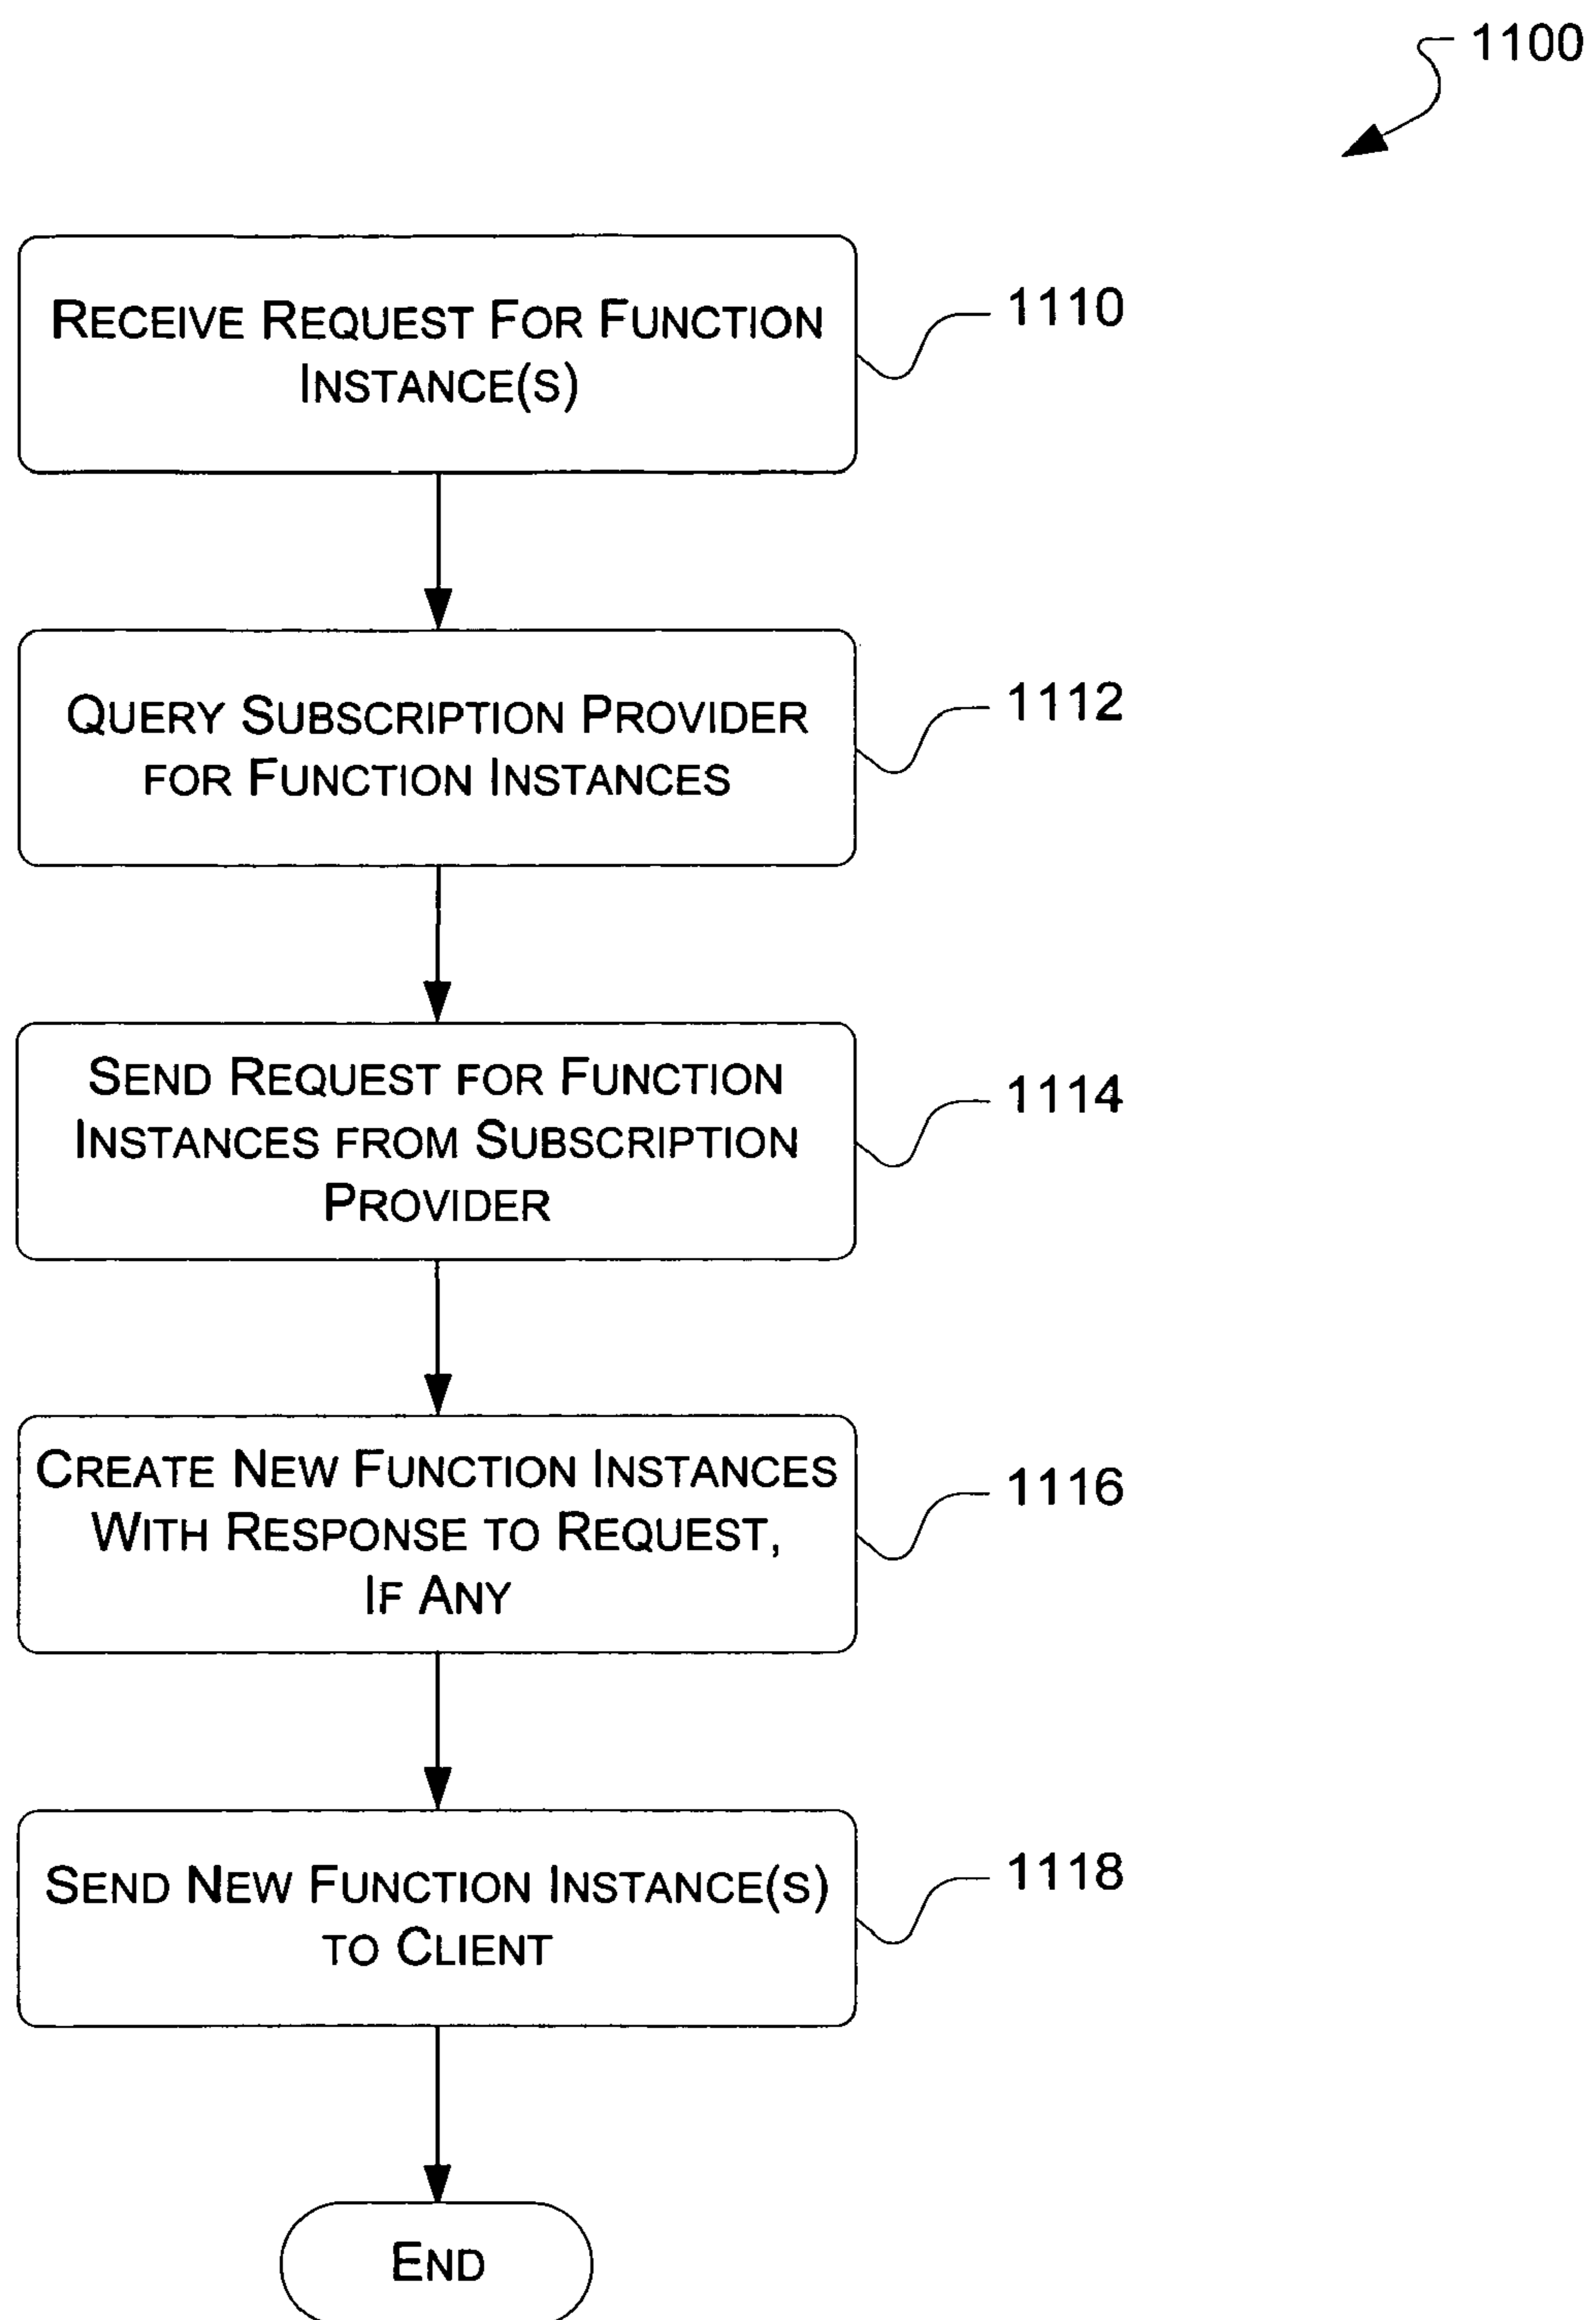 1100
RECEIVE REQUEST FOR FUNCTION
INSTANCE(S)
1110
QUERY SUBSCRIPTION PROVIDER
FOR FUNCTION INSTANCES
1112
SEND REQUEST FOR FUNCTION
INSTANCES FROM SUBSCRIPTION
PROVIDER
1114
CREATE NEW FUNCTION INSTANCES
WITH RESPONSE TO REQUEST,
IF ANY
1116
SEND NEW FUNCTION INSTANCE(S)
TO CLIENT
1118
END